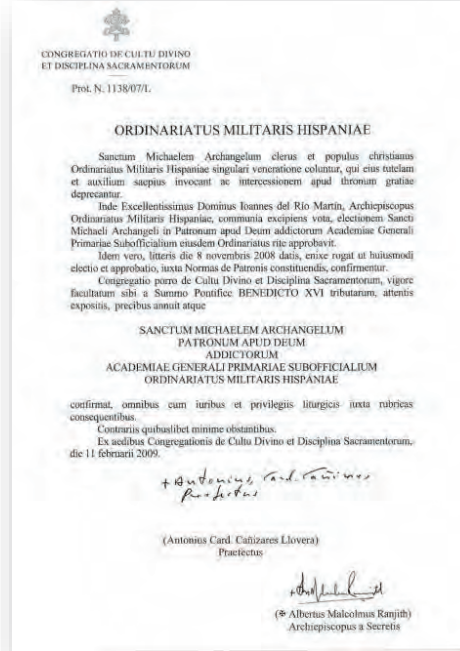 CONGREGATIO DE CULTU DIVINO
ET DISCIPLINA SACRAMENTORUM
Prot. N. 1138/07/L
ORDINARIATUS MILITARIS HISPANIAE
Sanctum Michaelem Archangelum clerus et populus christianus
Ordinariatus Militaris Hispaniae singulari veneratione coluntur, qui eius tutelam
et auxilium saepius invocant ac intercessionem apud thronum gratiae
deprecantur.
Inde Excellentissimus Dominus Ioannes del Río Martín, Archiepiscopus
Ordinariatus Militaris Hispaniae, communia excipiens vota, electionem Sancti
Michaeli Archangeli in Patronum apud Deum addictorum Academiae Generali
Primariae Subofficialium eiusdem Ordinariatus rite approbavit.
Idem vero, litteris die 8 novembris 2008 datis, enixe rogat ut huiusmodi
electio et approbatio, iuxta Normas de Patronis constituendis, confirmentur.
Congregatio porro de Cultu Divino et Disciplina Sacramentorum, vigore
facultatum sibi a Summo Pontifice BENEDICTO XVI tributarum, attentis
expositis, precibus annuit atque
SANCTUM MICHAELEM ARCHANGELUM
PATRONUM APUD DEUM
ADDICTORUM
ACADEMIAE GENERALI PRIMARIAE SUBOFFICIALIUM
ORDINARIATUS MILITARIS HISPANIAE
confirmat, omnibus cum iuribus et privilegiis liturgicis iuxta rubricas
consequentibus.
Contrariis quibuslibet minime obstantibus.
Ex aedibus Congregationis de Cultu Divino et Disciplina Sacramentorum,
die 11 februarii 2009.
+ Antonius, Card. Cañizares
Praefectus
(Antonius Card. Cañizares Llovera)
Praefectus
(✠ Albertus Malcolmus Ranjith)
Archiepiscopus a Secretis